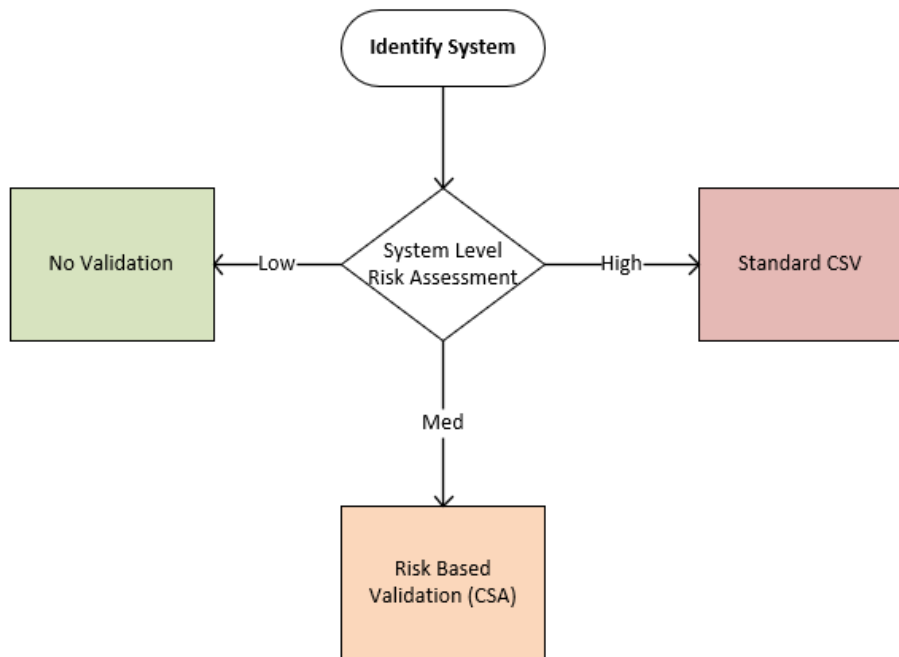 Identify System
No Validation
Low
System Level
Risk Assessment
High
Standard CSV
Med
Risk Based
Validation (CSA)